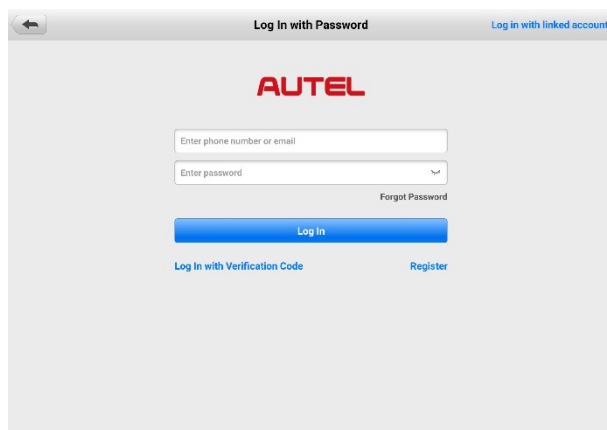 Log In with Password
Log in with linked account
AUTEL
Enter phone number or email
Enter password
Forgot Password
Log In
Log In with Verification Code
Register